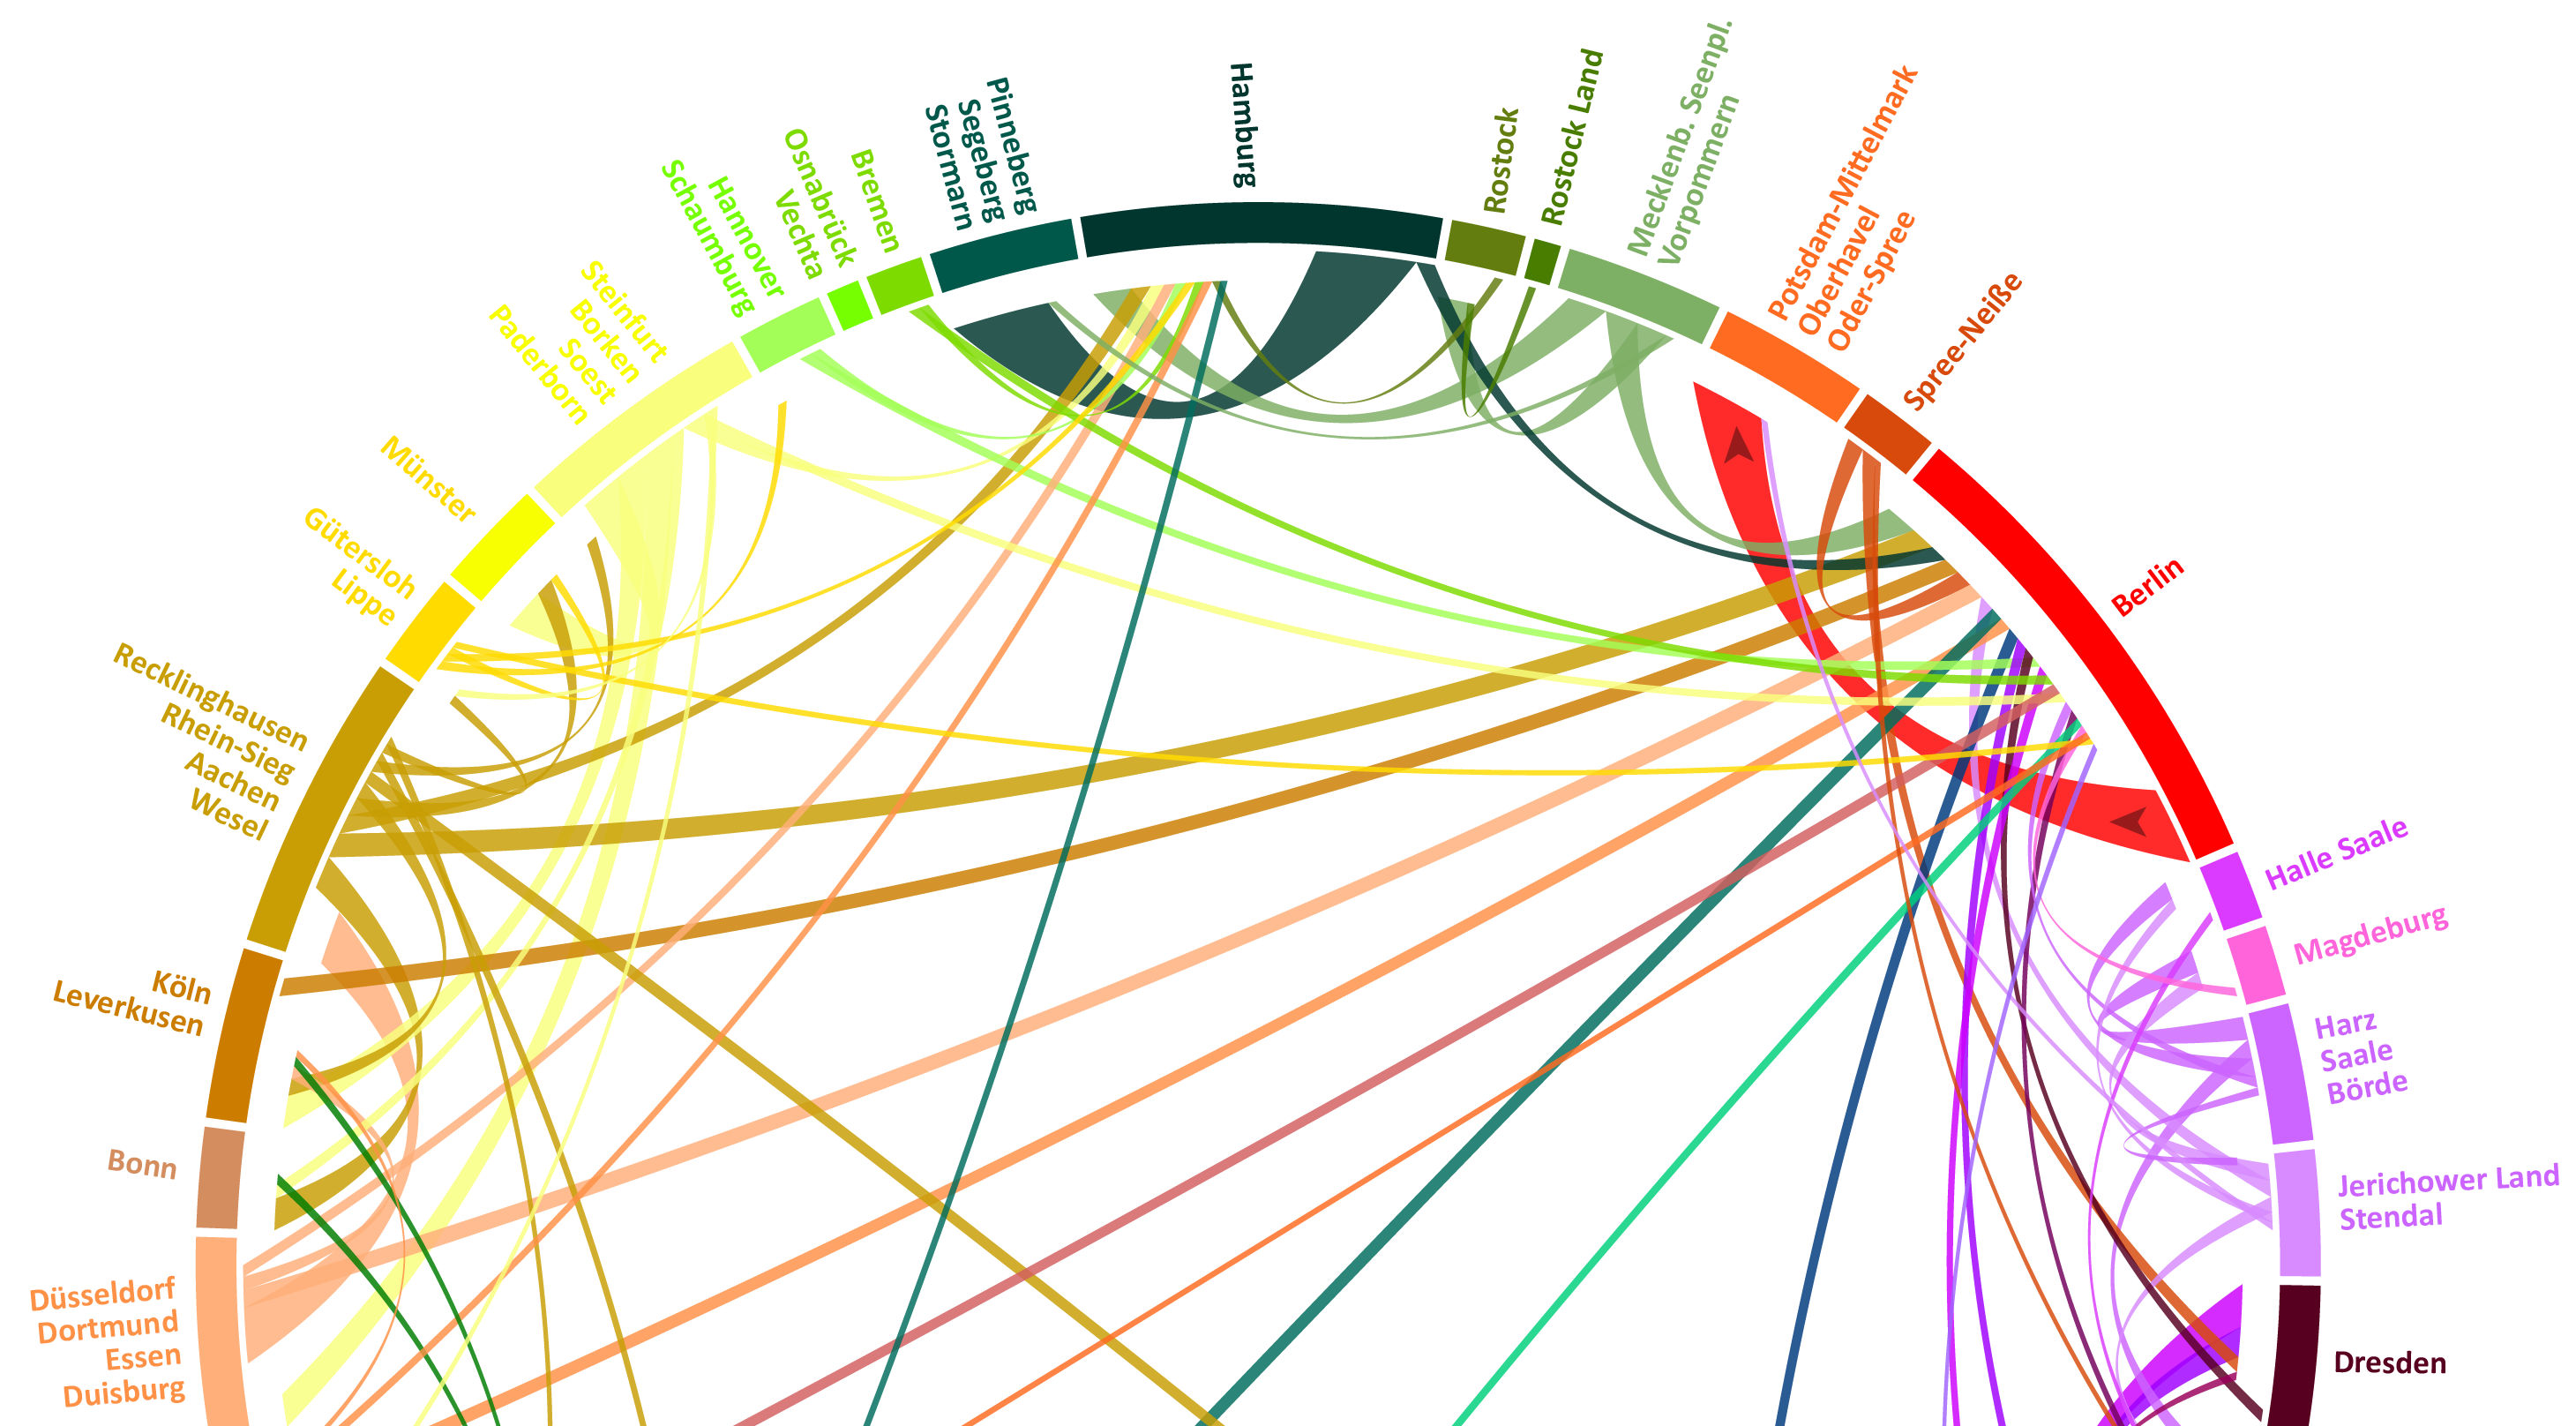 Duisburg
Essen
Dortmund
Düsseldorf
Bonn
Leverkusen
Köln
Wesel
Aachen
Rhein-Sieg
Recklinghausen
Lippe
Gütersloh
Münster
Paderborn
Soest
Borken
Steinfurt
Schaumburg
Hannover
Vechta
Osnabrück
Bremen
Stormarn
Segeberg
Pinneberg
Hamburg
Rostock
Rostock Land
Mecklenb. Seenpl.
Vorpommern
Potsdam-Mittelmark
Oberhavel
Oder-Spree
Spree-Neiße
Berlin
Halle Saale
Magdeburg
Harz
Saale
Börde
Jerichower Land
Stendal
Dresden